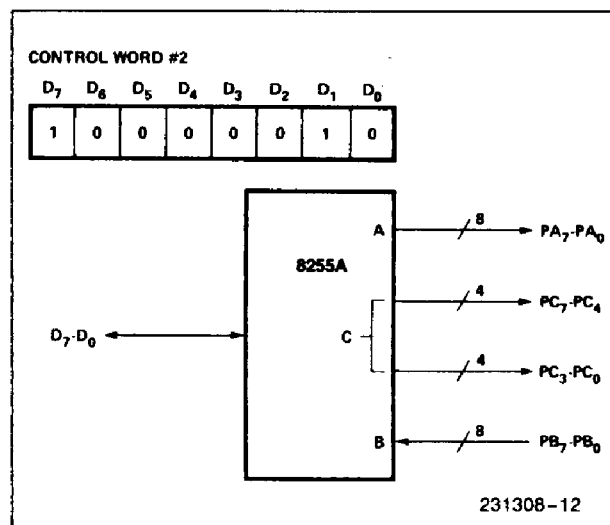 CONTROL WORD #2
D7 D6 D5 D4 D3 D2 D1 D0
1 0 0 0 0 0 1 0
A 8 PA7-PA0
8255A
4 PC7-PC4
D7-D0 C
4 PC3-PC0
B 8 PB7-PB0
231308-12